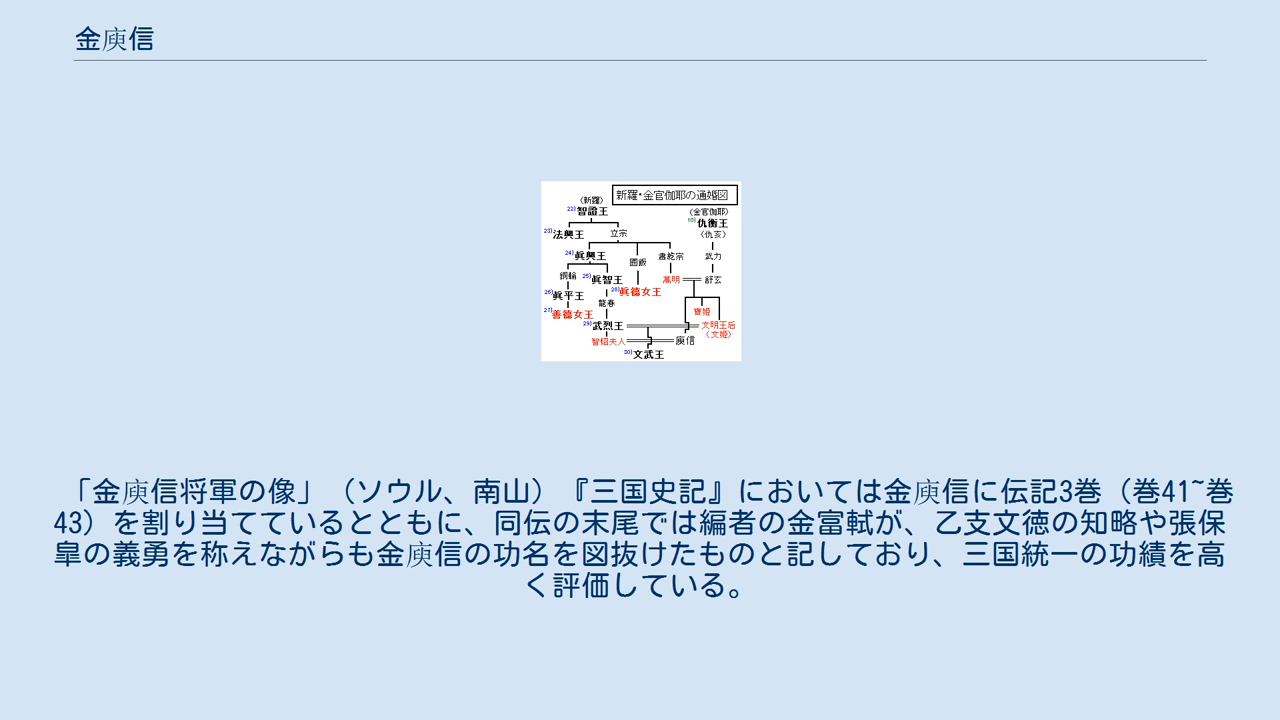 金庾信
新羅・金官伽耶の通婚図
(新羅)
22)智證王
(金官伽耶)
10)仇衡王
23)法興王
立宗
(仇亥)
24)眞興王
國飯
武力
銅輪
25)眞智王
萬明
舒玄
26)眞平王
28)眞德女王
龍春
27)善德女王
寶姫
29)武烈王
文明王后
(文姫)
智炤夫人
庾信
30)文武王
「金庾信将軍の像」（ソウル、南山）『三国史記』においては金庾信に伝記3巻（巻41~巻
43）を割り当てているとともに、同伝の末尾では編者の金富軾が、乙支文徳の知略や張保
皐の義勇を称えながらも金庾信の功名を図抜けたものと記しており、三国統一の功績を高
く評価している。